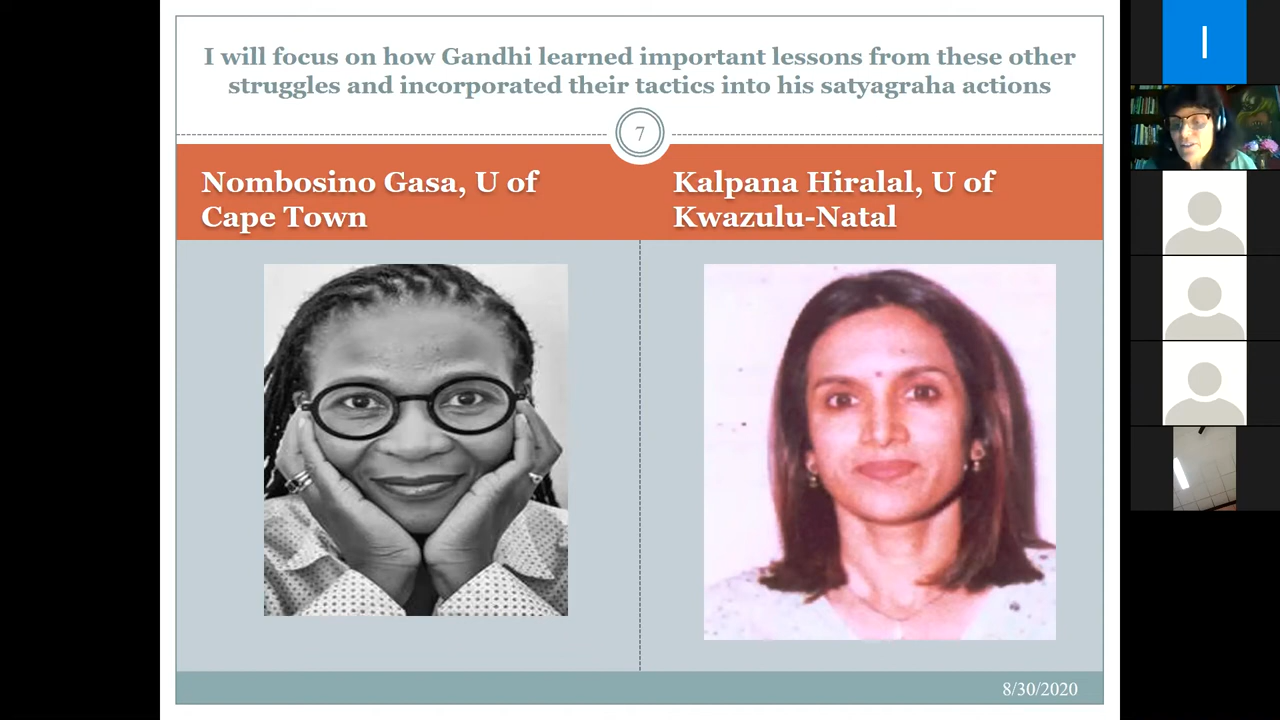 I will focus on how Gandhi learned important lessons from these other
struggles and incorporated their tactics into his satyagraha actions
7
Nombosino Gasa, U of
Cape Town
Kalpana Hiralal, U of
Kwazulu-Natal
8/30/2020
I